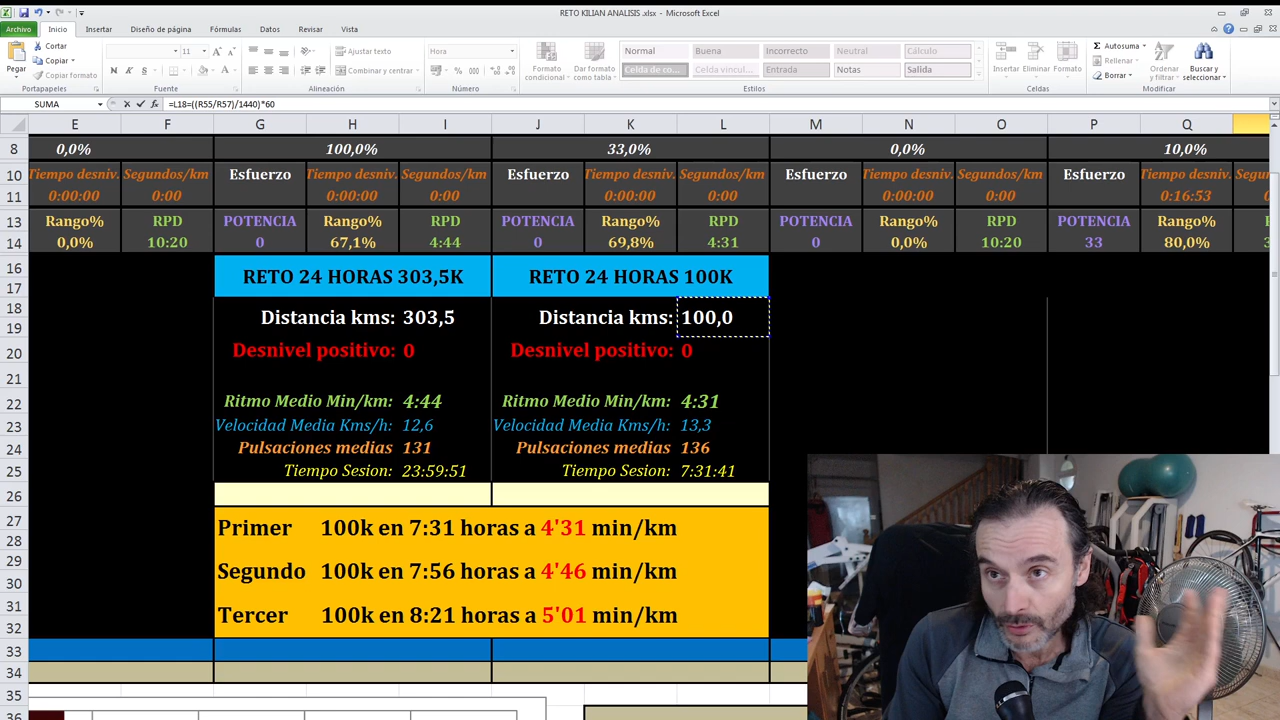 RETO KILIAN ANALISIS .xlsx - Microsoft Excel
Archivo Inicio Insertar Diseño de página Fórmulas Datos Revisar Vista
Pegar
Cortar
Copiar
Copiar formato
Portapapeles
11
Fuente
Ajustar texto
Combinar y centrar
Alineación
Hora
Número
Formato condicional
Dar formato como tabla
Normal Buena Incorrecto Neutral Cálculo
Celda de co... Celda vincul... Entrada Notas Salida
Estilos
Insertar Eliminar Formato
Celdas
Autosuma
Rellenar
Borrar
Ordenar y filtrar
Buscar y seleccionar
Modificar
SUMA =L18=((R55/R57)/1440)*60
E F G H I J K L M N O P Q
8 0,0% 100,0% 33,0% 0,0% 10,0%
10 Tiempo desniv. Segundos/km Esfuerzo Tiempo desniv. Segundos/km Esfuerzo Tiempo desniv. Segundos/km Esfuerzo Tiempo desniv. Segundos/km Esfuerzo Tiempo desniv.
11 0:00:00 0:00 0:00:00 0:00 0:00:00 0:00 0:00:00 0:00 0:16:53
13 Rango% RPD POTENCIA Rango% RPD POTENCIA Rango% RPD POTENCIA Rango% RPD POTENCIA Rango%
14 0,0% 10:20 0 67,1% 4:44 0 69,8% 4:31 0 0,0% 10:20 33 80,0%
16
RETO 24 HORAS 303,5K RETO 24 HORAS 100K
17
18
Distancia kms: 303,5 Distancia kms: 100,0
19
20 Desnivel positivo: 0 Desnivel positivo: 0
21
22 Ritmo Medio Min/km: 4:44 Ritmo Medio Min/km: 4:31
23 Velocidad Media Kms/h: 12,6 Velocidad Media Kms/h: 13,3
24 Pulsaciones medias 131 Pulsaciones medias 136
25 Tiempo Sesion: 23:59:51 Tiempo Sesion: 7:31:41
26
27 Primer 100k en 7:31 horas a 4'31 min/km
28
29
30 Segundo 100k en 7:56 horas a 4'46 min/km
31 Tercer 100k en 8:21 horas a 5'01 min/km
32
33
34
35
36